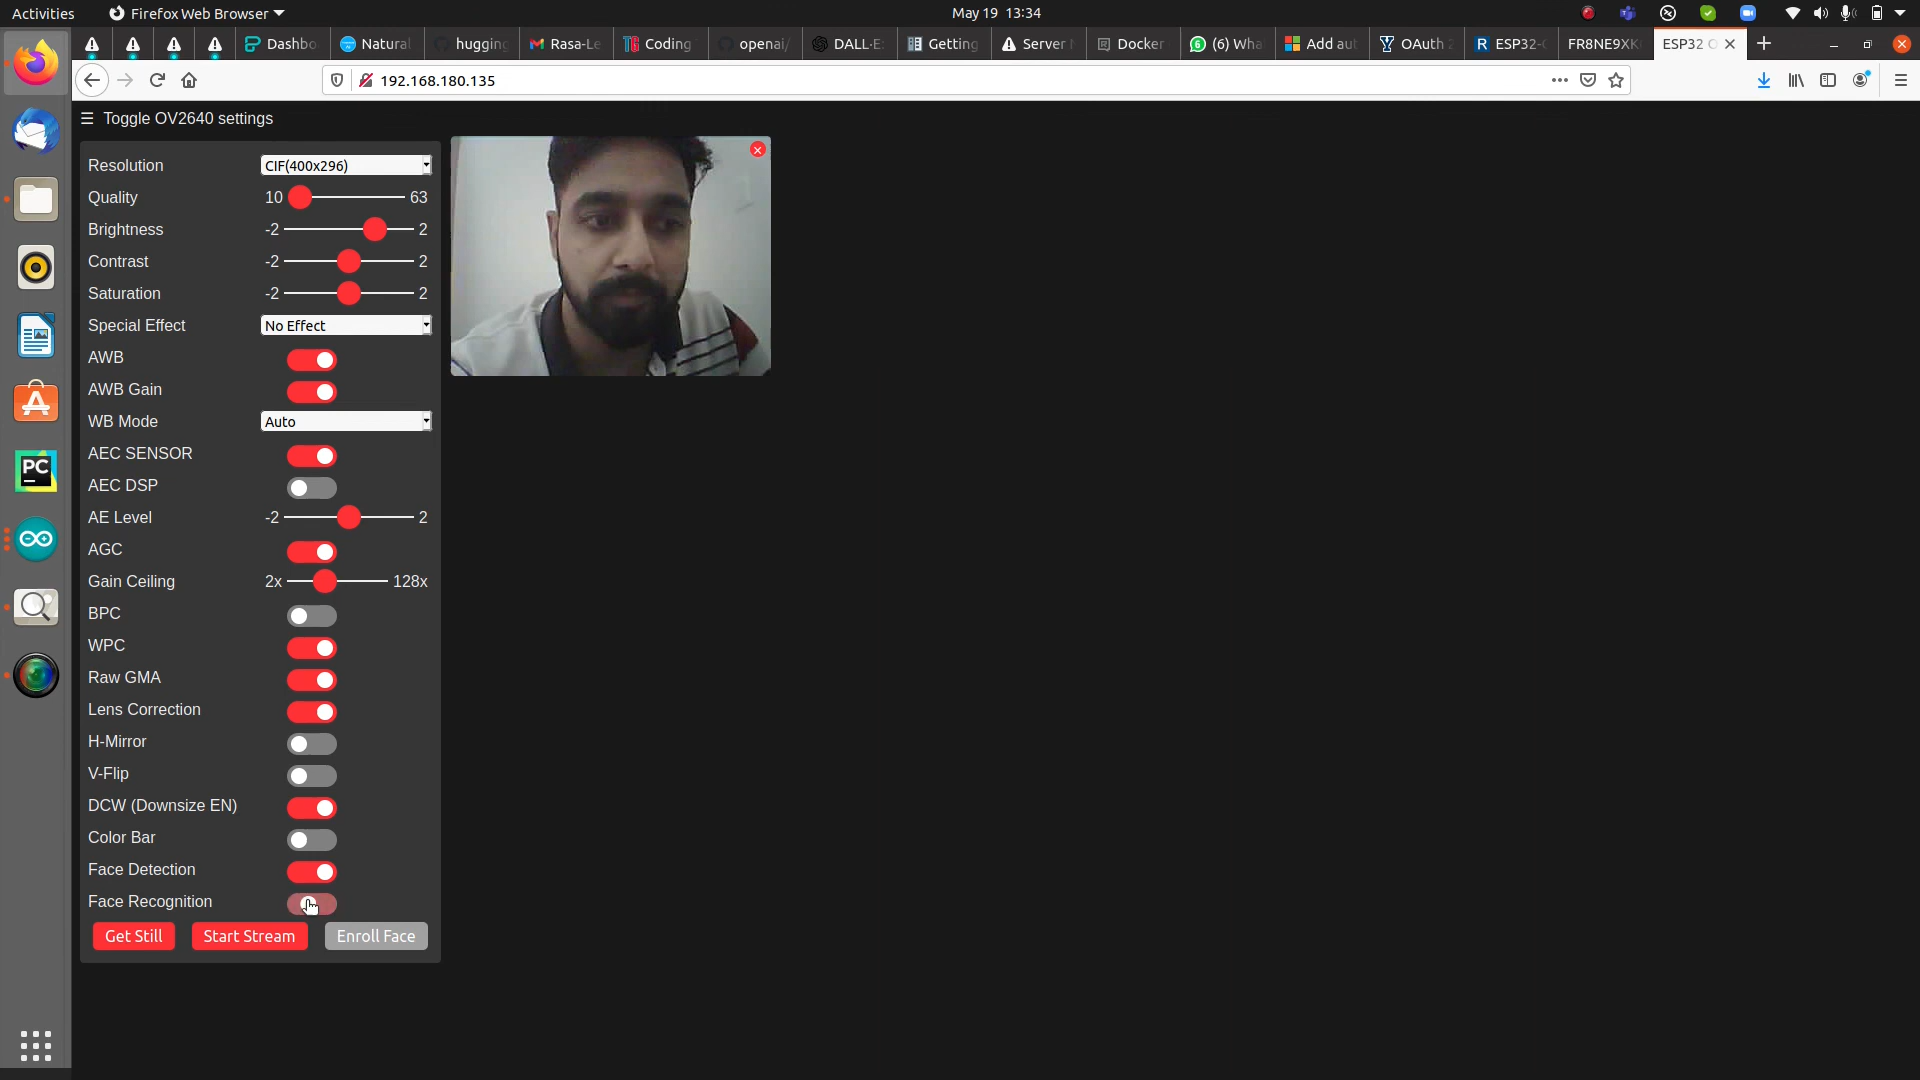 Activities Firefox Web Browser May 19 13:34
Dashbo Natural hugging Rasa-Le Coding openai/ DALL·E Getting Server Docker (6) Wha Add aut OAuth 2 ESP32- FR8NE9XK ESP32 O
192.168.180.135
Toggle OV2640 settings
Resolution CIF(400x296)
Quality 10 63
Brightness -2 2
Contrast -2 2
Saturation -2 2
Special Effect No Effect
AWB
AWB Gain
WB Mode Auto
AEC SENSOR
AEC DSP
AE Level -2 2
AGC
Gain Ceiling 2x 128x
BPC
WPC
Raw GMA
Lens Correction
H-Mirror
V-Flip
DCW (Downsize EN)
Color Bar
Face Detection
Face Recognition
Get Still Start Stream Enroll Face
PC